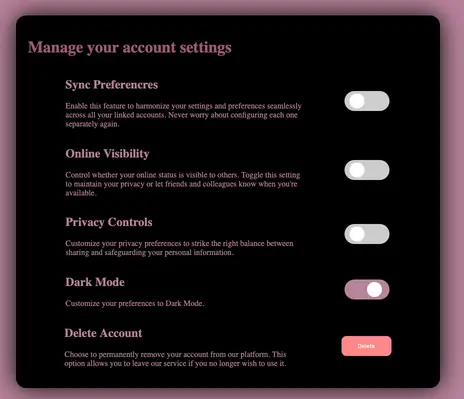 Manage your account settings
Sync Preferencres
Enable this feature to harmonize your settings and preferences seamlessly
across all your linked accounts. Never worry about configuring each one
separately again.
Online Visibility
Control whether your online status is visible to others. Toggle this setting
to maintain your privacy or let friends and colleagues know when you're
available.
Privacy Controls
Customize your privacy preferences to strike the right balance between
sharing and safeguarding your personal information.
Dark Mode
Customize your preferences to Dark Mode.
Delete Account
Choose to permanently remove your account from our platform. This
option allows you to leave our service if you no longer wish to use it.
Delete